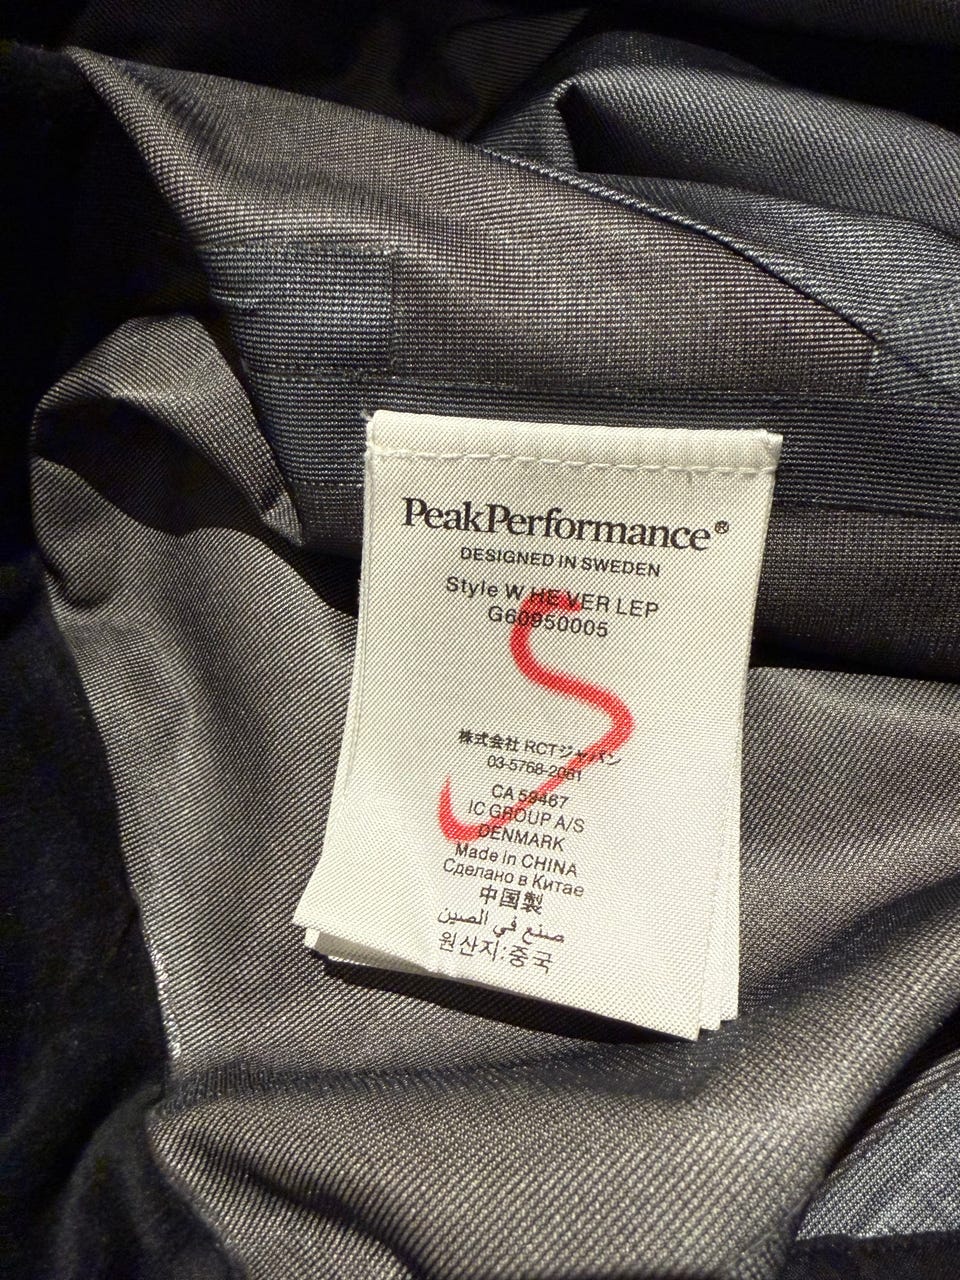 PeakPerformance®
DESIGNED IN SWEDEN
Style W HE VER LEP
G60950005
S
株式会社 RCTジャパン
03-5768-2081
CA 59467
IC GROUP A/S
DENMARK
Made in CHINA
Сделано в Китае
中国製
صنع في الصين
원산지:중국